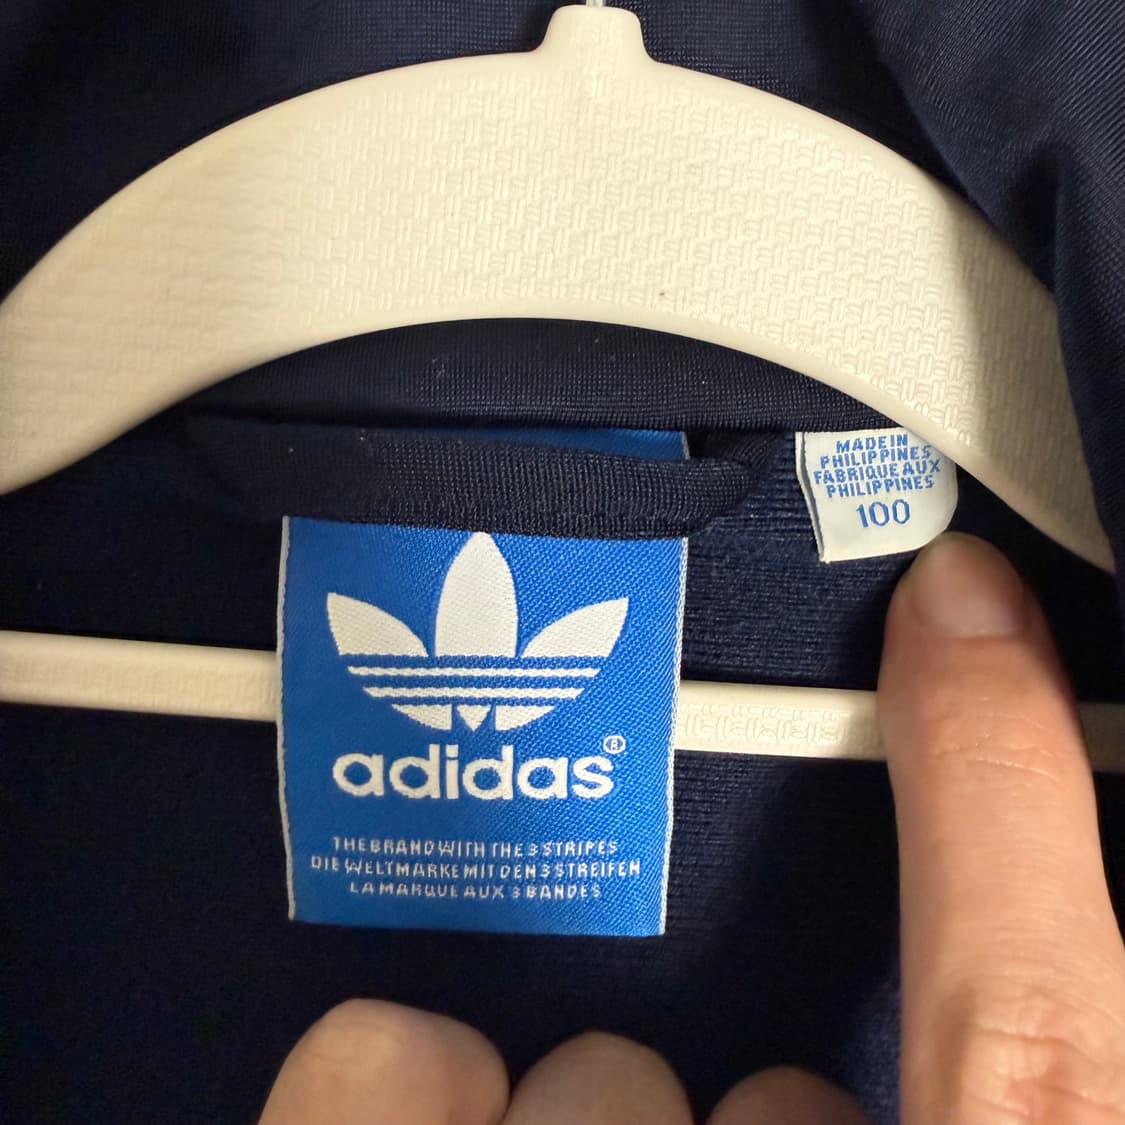 MADE IN
PHILIPPINES
FABRIQUE AUX
PHILIPPINES
100
adidas®
THE BRAND WITH THE 3 STRIPES
DIE WELTMARKE MIT DEN 3 STREIFEN
LA MARQUE AUX 3 BANDES